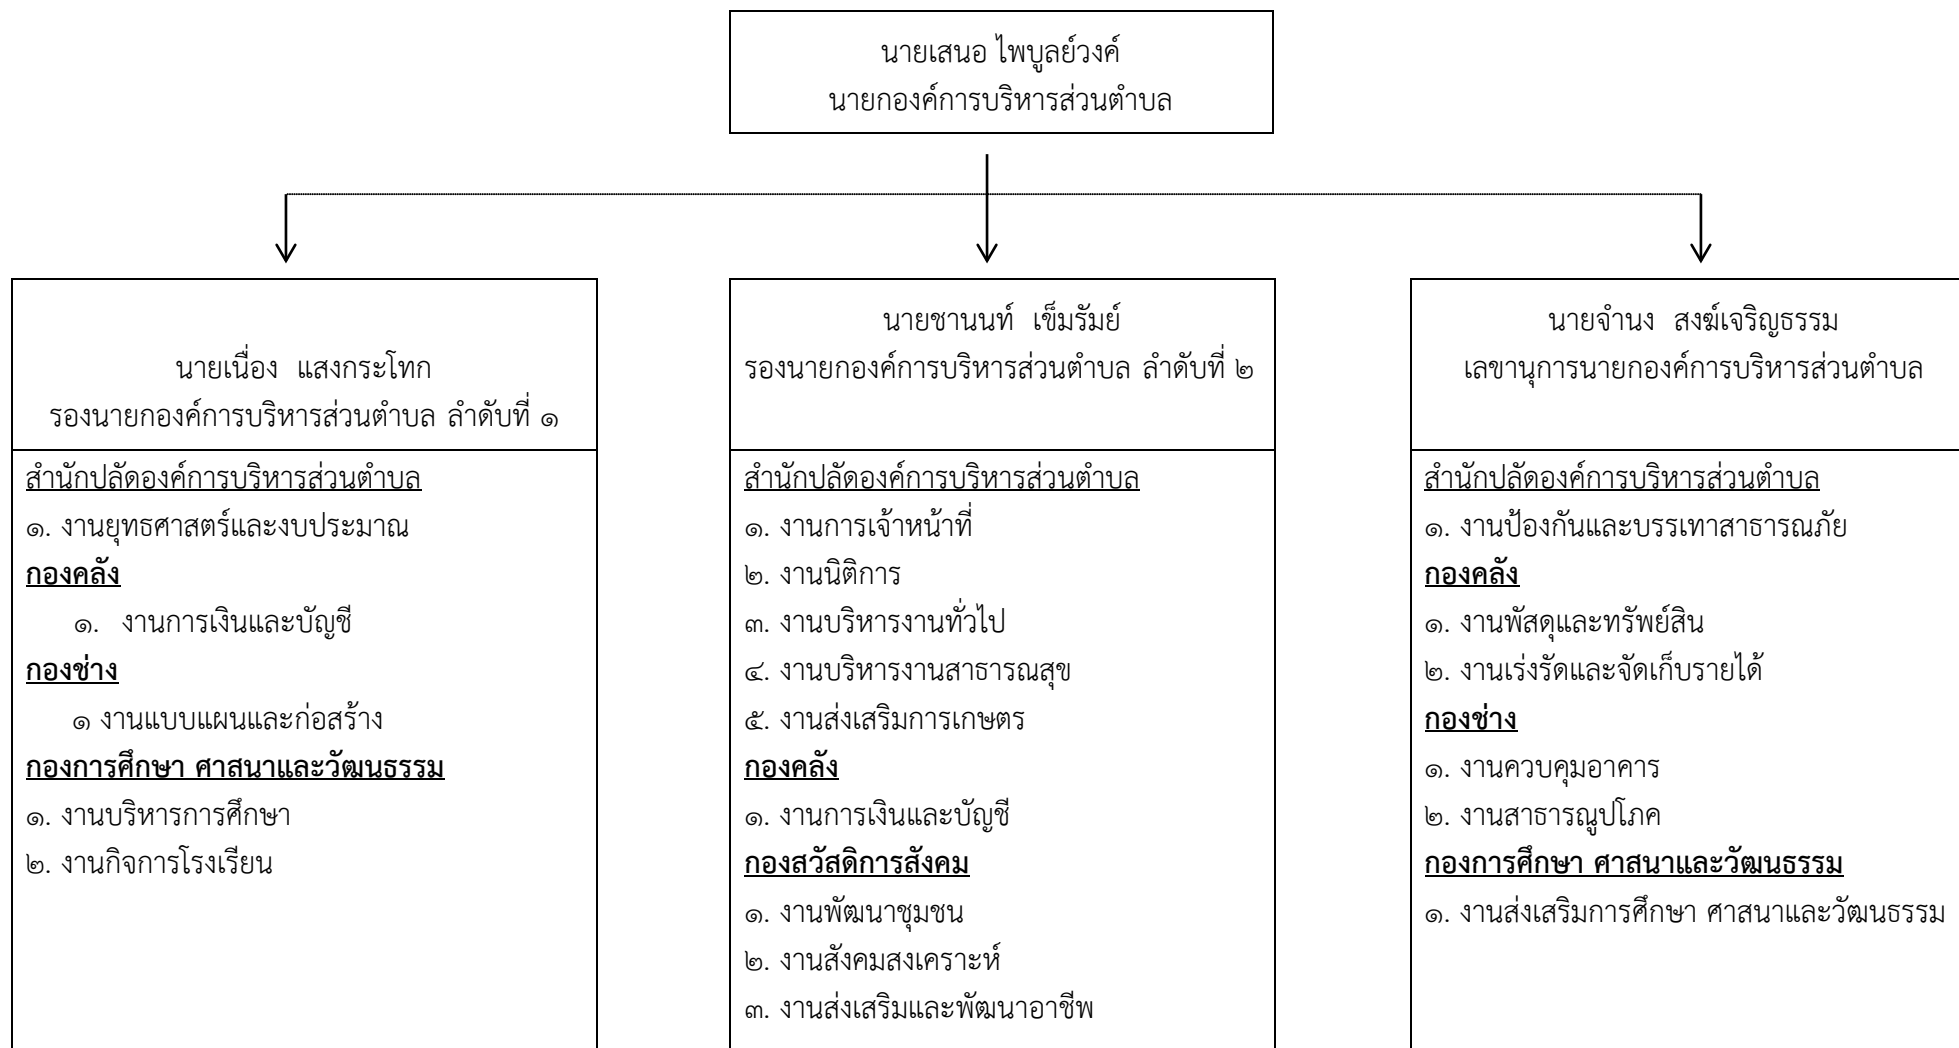 นายเสนอ ไพบูลย์วงค์
นายกองค์การบริหารส่วนตำบล
นายเนื่อง แสงกระโทก
รองนายกองค์การบริหารส่วนตำบล ลำดับที่ ๑
สำนักปลัดองค์การบริหารส่วนตำบล
๑. งานยุทธศาสตร์และงบประมาณ
กองคลัง
๑. งานการเงินและบัญชี
กองช่าง
๑ งานแบบแผนและก่อสร้าง
กองการศึกษา ศาสนาและวัฒนธรรม
๑. งานบริหารการศึกษา
๒. งานกิจการโรงเรียน
นายชานนท์ เข็มรัมย์
รองนายกองค์การบริหารส่วนตำบล ลำดับที่ ๒
สำนักปลัดองค์การบริหารส่วนตำบล
๑. งานการเจ้าหน้าที่
๒. งานนิติการ
๓. งานบริหารงานทั่วไป
๔. งานบริหารงานสาธารณสุข
๕. งานส่งเสริมการเกษตร
กองคลัง
๑. งานการเงินและบัญชี
กองสวัสดิการสังคม
๑. งานพัฒนาชุมชน
๒. งานสังคมสงเคราะห์
๓. งานส่งเสริมและพัฒนาอาชีพ
นายจำนง สงฆ์เจริญธรรม
เลขานุการนายกองค์การบริหารส่วนตำบล
สำนักปลัดองค์การบริหารส่วนตำบล
๑. งานป้องกันและบรรเทาสาธารณภัย
กองคลัง
๑. งานพัสดุและทรัพย์สิน
๒. งานเร่งรัดและจัดเก็บรายได้
กองช่าง
๑. งานควบคุมอาคาร
๒. งานสาธารณูปโภค
กองการศึกษา ศาสนาและวัฒนธรรม
๑. งานส่งเสริมการศึกษา ศาสนาและวัฒนธรรม